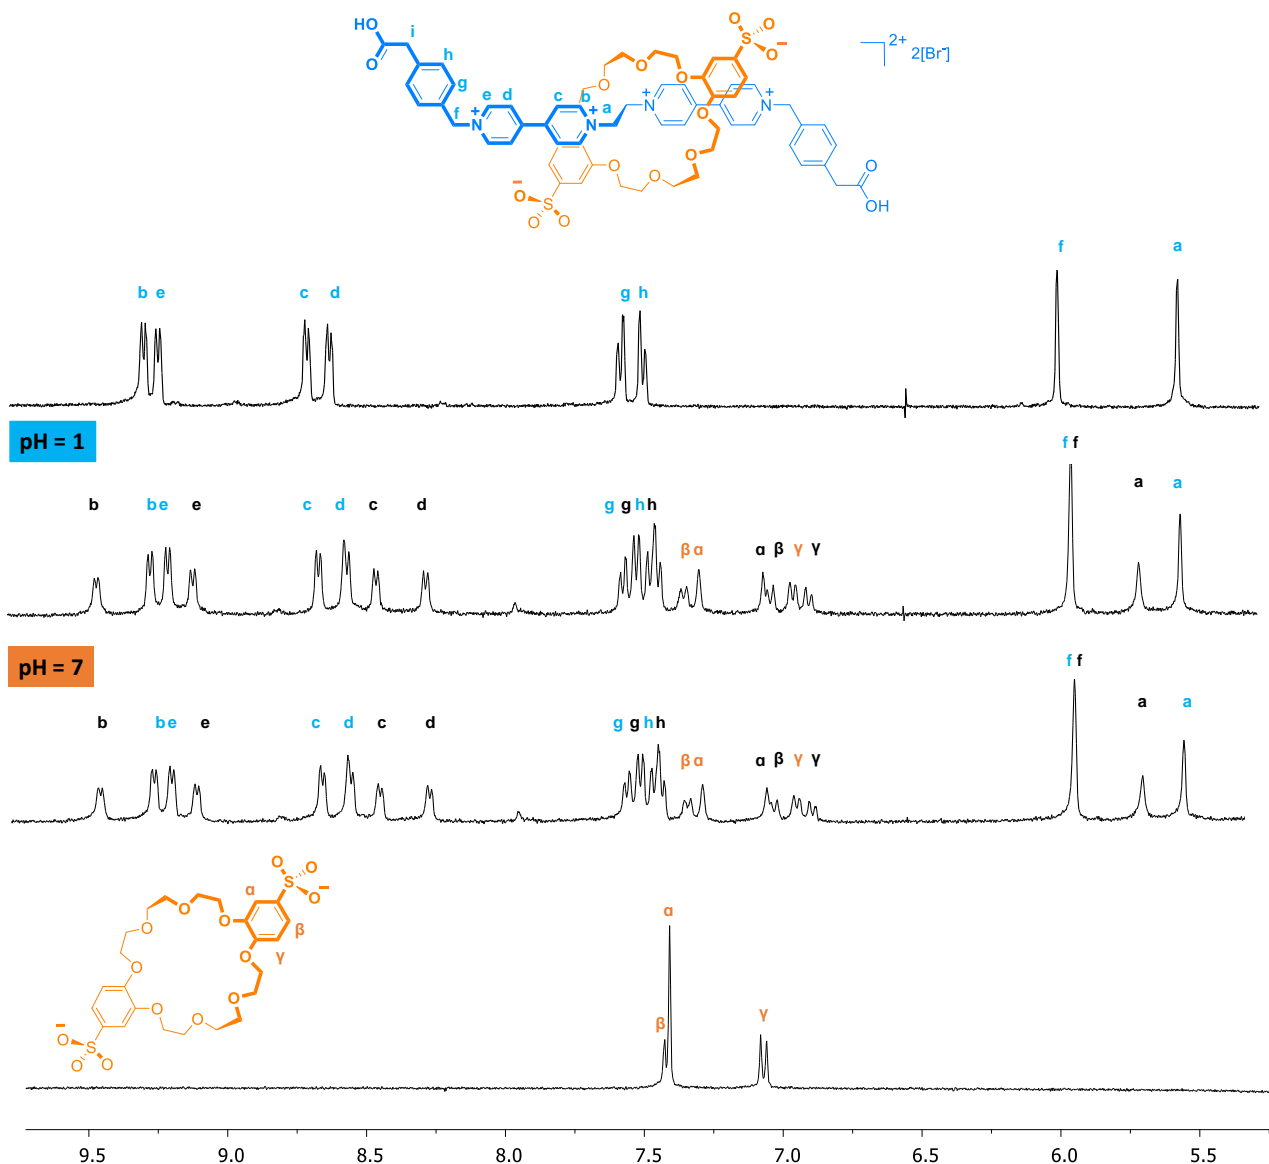 HO
O
i
h
g
f
e d
c
b
a
+
N
+
N
N
+
N
+
O
O
O
O
O
O
O
O
S
O
O
O
−
−
O
S
O
O
O
OH
2+ 2[Br-]
f a
b e c d g h
pH = 1
f f a a
b b e e c d c d g g h h β α α β γ γ
pH = 7
f f a a
b b e e c d c d g g h h β α α β γ γ
O
O
S
O
−
α
β
γ
O
O
O
O
O
O
O
O
−
O
S
O
O
α
β
γ
9.5 9.0 8.5 8.0 7.5 7.0 6.5 6.0 5.5